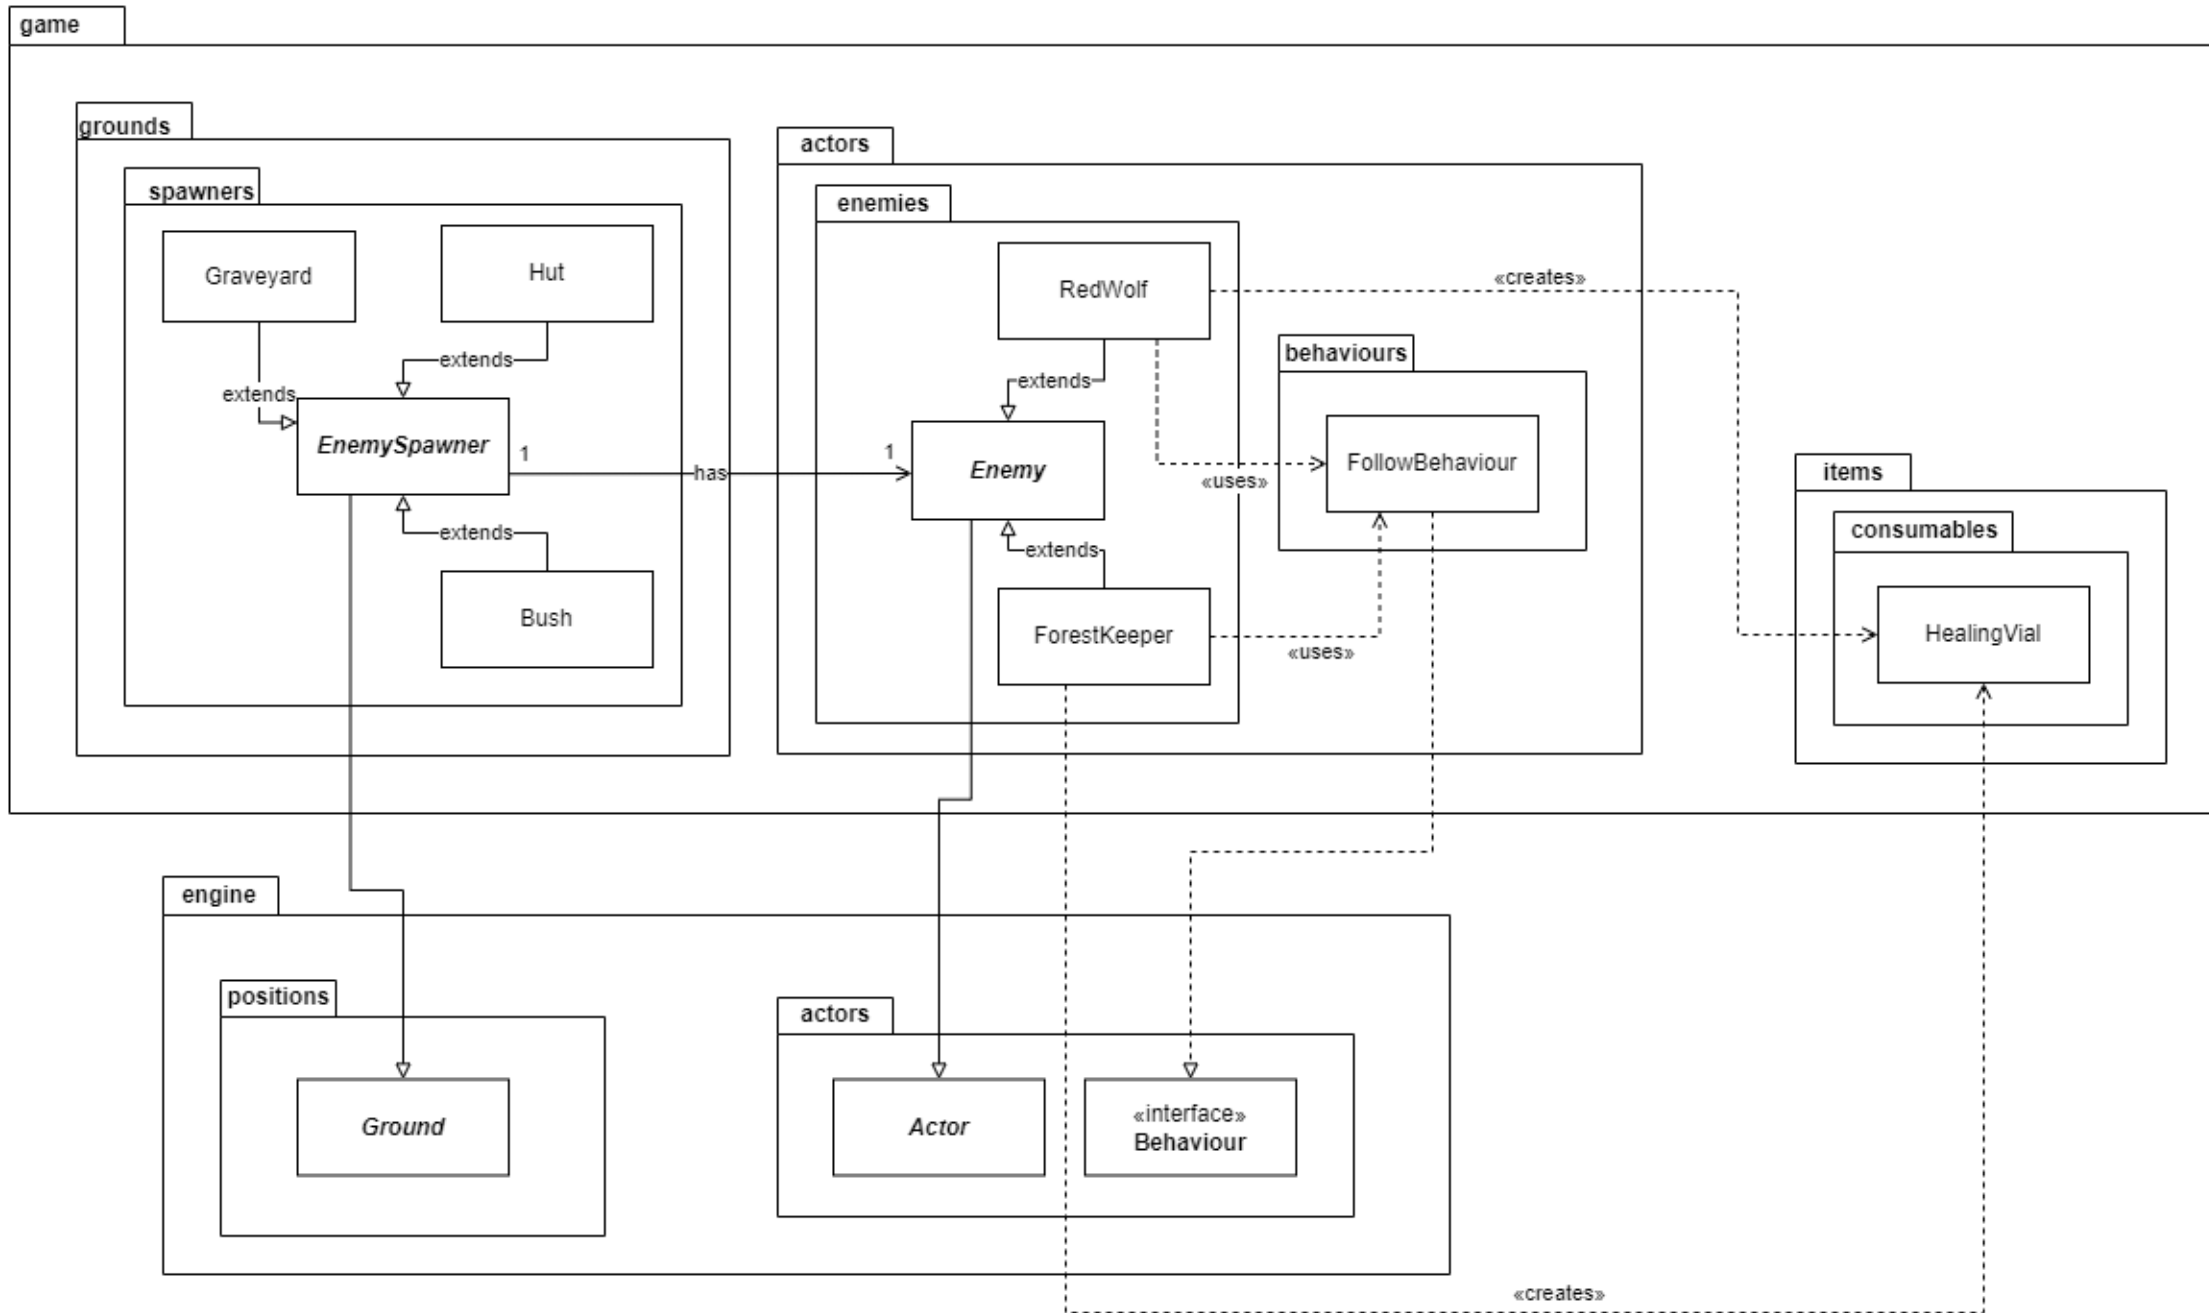 game
grounds
actors
spawners
enemies
Graveyard
Hut
RedWolf
«creates»
extends
behaviours
extends
extends
EnemySpawner
1
has
1
Enemy
FollowBehaviour
«uses»
items
extends
extends
consumables
Bush
ForestKeeper
«uses»
HealingVial
engine
positions
actors
Ground
Actor
«interface»
Behaviour
«creates»